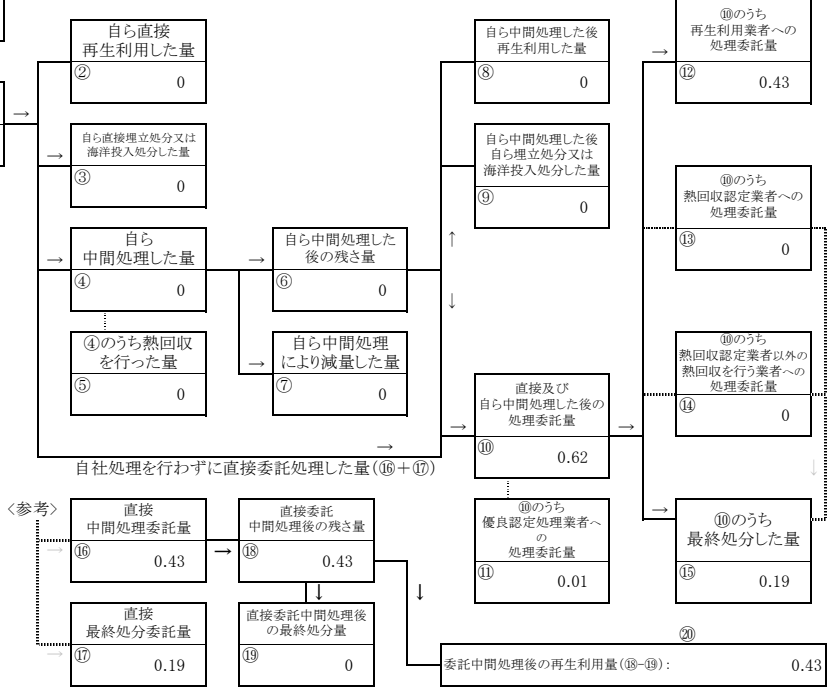 自ら直接
再生利用した量
②
0
自ら中間処理した後
再生利用した量
⑧
0
⑩のうち
再生利用業者への
処理委託量
→
⑫
0.43
→
自ら直接埋立処分又は
海洋投入処分した量
→
③
0
自ら中間処理した後
自ら埋立処分又は
海洋投入処分した量
⑨
0
⑩のうち
熱回収認定業者への
処理委託量
⑬
0
自ら
中間処理した量
→
④
0
自ら中間処理した
後の残さ量
→
⑥
0
↑
↓
④のうち熱回収
を行った量
⑤
0
自ら中間処理
により減量した量
→
⑦
0
⑩のうち
熱回収認定業者以外の
熱回収を行う業者への
処理委託量
⑭
0
直接及び
自ら中間処理した後の
処理委託量
→
⑩
0.62
→
→
自社処理を行わずに直接委託処理した量(⑯+⑰)
↓
〈参考〉
直接
中間処理委託量
→
⑯
0.43
→
直接委託
中間処理後の残さ量
⑱
0.43
⑩のうち
優良認定処理業者へ
の
処理委託量
⑪
0.01
→
⑩のうち
最終処分した量
⑮
0.19
↓
↓
直接
最終処分委託量
→
⑰
0.19
直接委託中間処理後
の最終処分量
⑲
0
⑳
委託中間処理後の再生利用量(⑱-⑲): 0.43